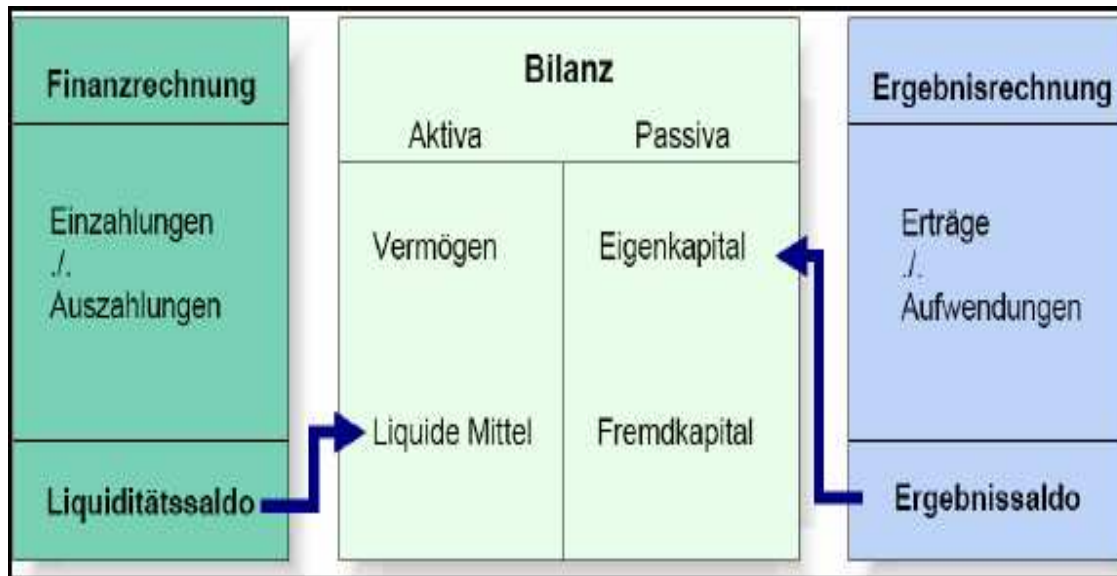 Finanzrechnung
Einzahlungen
./.
Auszahlungen
Liquiditätssaldo
Bilanz
Aktiva Passiva
Vermögen Eigenkapital
Liquide Mittel Fremdkapital
Ergebnisrechnung
Erträge
./.
Aufwendungen
Ergebnissaldo